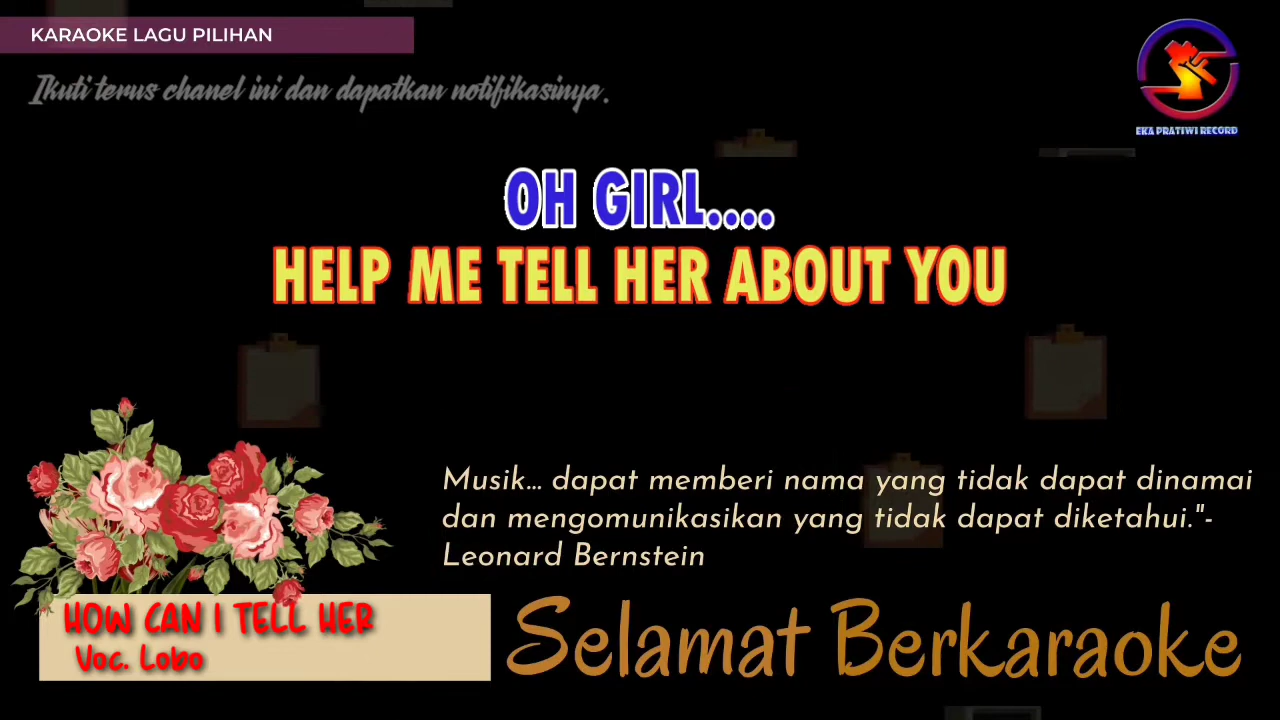 KARAOKE LAGU PILIHAN
Ikuti terus chanel ini dan dapatkan notifikasinya.
EKA PRATIWI RECORD
OH GIRL....
HELP ME TELL HER ABOUT YOU
Musik... dapat memberi nama yang tidak dapat dinamai
dan mengomunikasikan yang tidak dapat diketahui."-
Leonard Bernstein
HOW CAN I TELL HER
Voc. Lobo
Selamat Berkaraoke